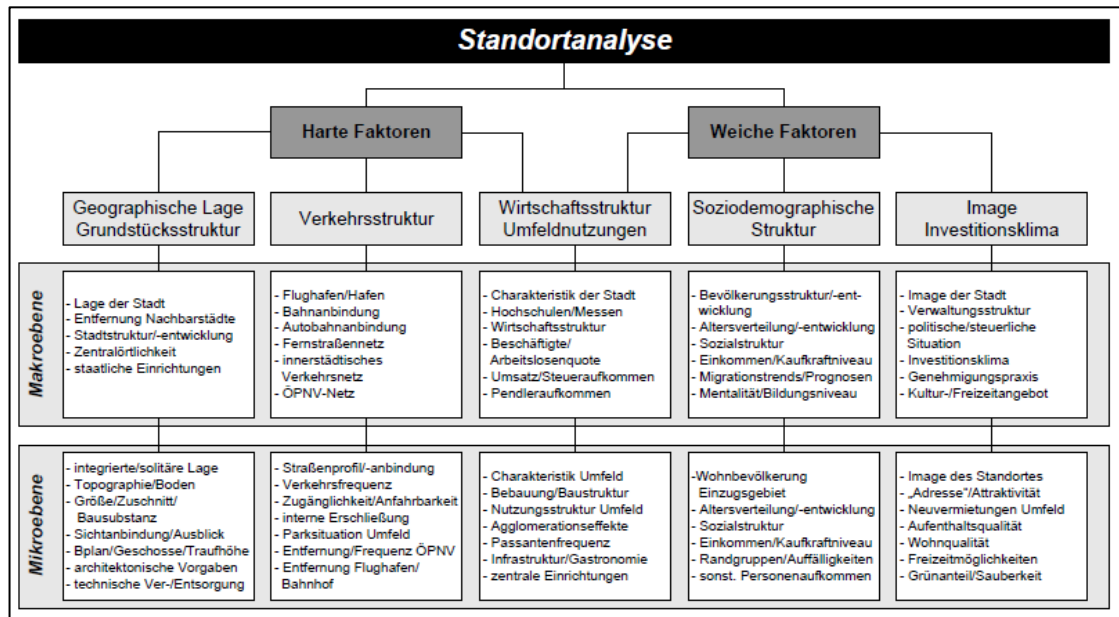 Standortanalyse
Harte Faktoren
Weiche Faktoren
Geographische Lage
Grundstücksstruktur
Verkehrsstruktur
Wirtschaftsstruktur
Umfeldnutzungen
Soziodemographische
Struktur
Image
Investitionsklima
Makroebene
- Lage der Stadt
- Entfernung Nachbarstädte
- Stadtstruktur/-entwicklung
- Zentralörtlichkeit
- staatliche Einrichtungen
- Flughafen/Hafen
- Bahnanbindung
- Autobahnanbindung
- Fernstraßennetz
- innerstädtisches
Verkehrsnetz
- ÖPNV-Netz
- Charakteristik der Stadt
- Hochschulen/Messen
- Wirtschaftsstruktur
- Beschäftigte/
Arbeitslosenquote
- Umsatz/Steueraufkommen
- Pendleraufkommen
- Bevölkerungsstruktur/-ent-
wicklung
- Altersverteilung/-entwicklung
- Sozialstruktur
- Einkommen/Kaufkraftniveau
- Migrationstrends/Prognosen
- Mentalität/Bildungsniveau
- Image der Stadt
- Verwaltungsstruktur
- politische/steuerliche
Situation
- Investitionsklima
- Genehmigungspraxis
- Kultur-/Freizeitangebot
Mikroebene
- integrierte/solitäre Lage
- Topographie/Boden
- Größe/Zuschnitt/
Bausubstanz
- Sichtanbindung/Ausblick
- Bplan/Geschosse/Traufhöhe
- architektonische Vorgaben
- technische Ver-/Entsorgung
- Straßenprofil/-anbindung
- Verkehrsfrequenz
- Zugänglichkeit/Anfahrbarkeit
- interne Erschließung
- Parksituation Umfeld
- Entfernung/Frequenz ÖPNV
- Entfernung Flughafen/
Bahnhof
- Charakteristik Umfeld
- Bebauung/Baustruktur
- Nutzungsstruktur Umfeld
- Agglomerationseffekte
- Passantenfrequenz
- Infrastruktur/Gastronomie
- zentrale Einrichtungen
-Wohnbevölkerung
Einzugsgebiet
- Altersverteilung/-entwicklung
- Sozialstruktur
- Einkommen/Kaufkraftniveau
- Randgruppen/Auffälligkeiten
- sonst. Personenaufkommen
- Image des Standortes
- „Adresse"/Attraktivität
- Neuvermietungen Umfeld
- Aufenthaltsqualität
- Wohnqualität
- Freizeitmöglichkeiten
- Grünanteil/Sauberkeit